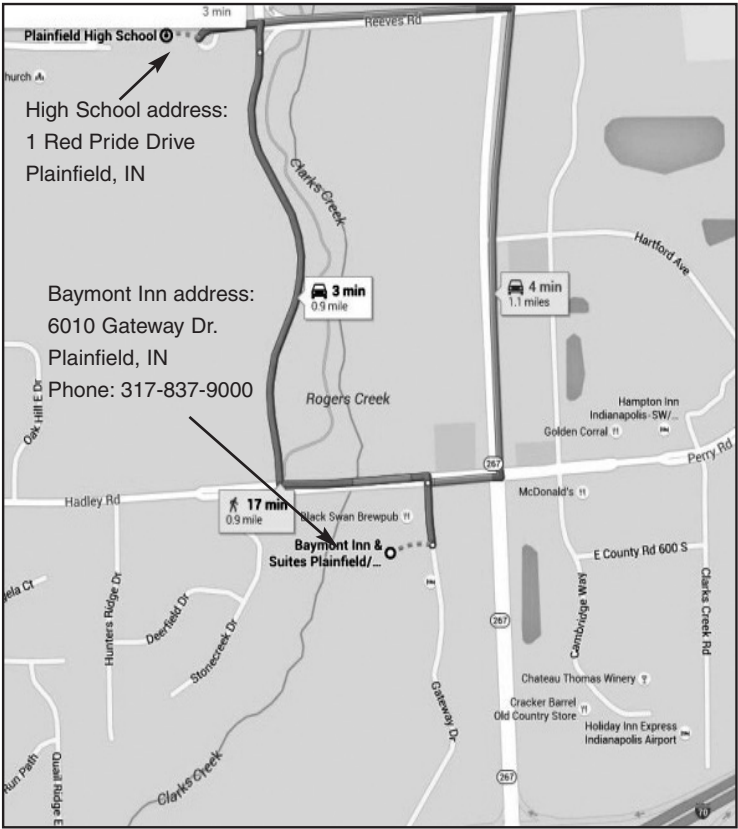 3 min
Plainfield High School
Reeves Rd
hurch
High School address:
1 Red Pride Drive
Plainfield, IN
Clarks Creek
Hartford Ave
3 min
0.9 mile
4 min
1.1 miles
Baymont Inn address:
6010 Gateway Dr.
Plainfield, IN
Phone: 317-837-9000
Oak Hill E Dr
Rogers Creek
Hampton Inn
Indianapolis-SW/...
Golden Corral
267
Perry Rd
Hadley Rd
17 min
0.9 mile
McDonald's
Black Swan Brewpub
Baymont Inn &
Suites Plainfield/...
E County Rd 600 S
vela Ct
Hunters Ridge Dr
Deerfield Dr
Stonecreek Dr
Cambridge Way
Clarks Creek Rd
267
Chateau Thomas Winery
Gateway Dr
Cracker Barrel
Old Country Store
Holiday Inn Express
Indianapolis Airport
Run Path
Quail Ridge E
Clarks Creek
267
70